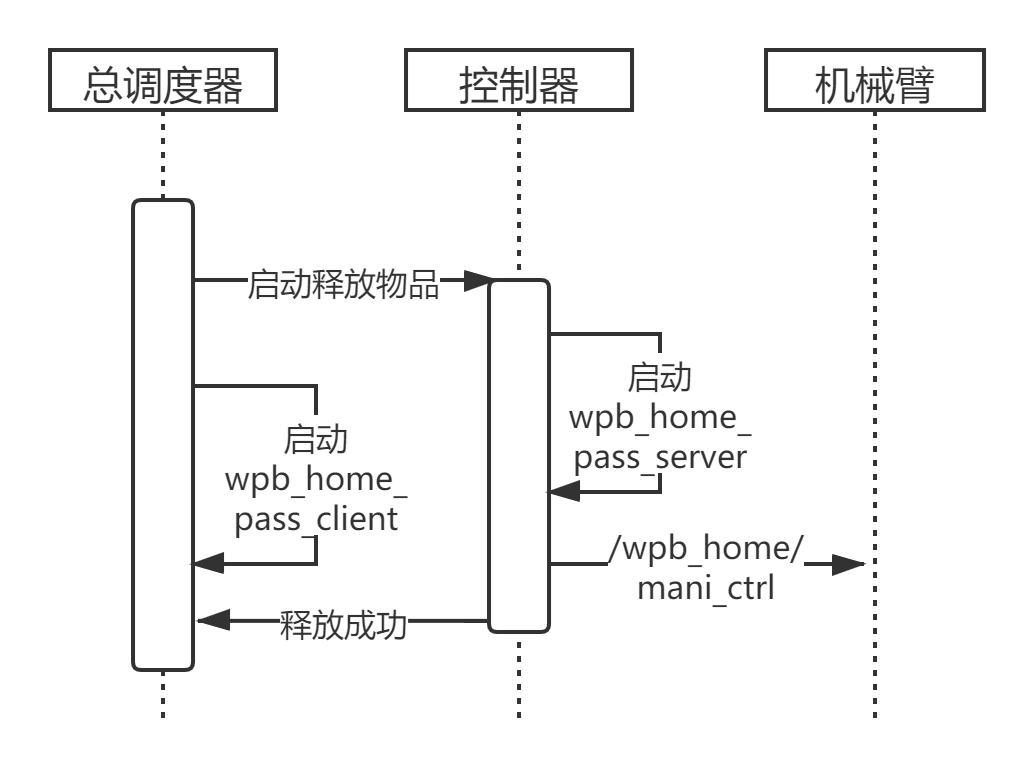 总调度器
控制器
机械臂
启动释放物品
启动
wpb_home_
pass_server
启动
wpb_home_
pass_client
/wpb_home/
mani_ctrl
释放成功